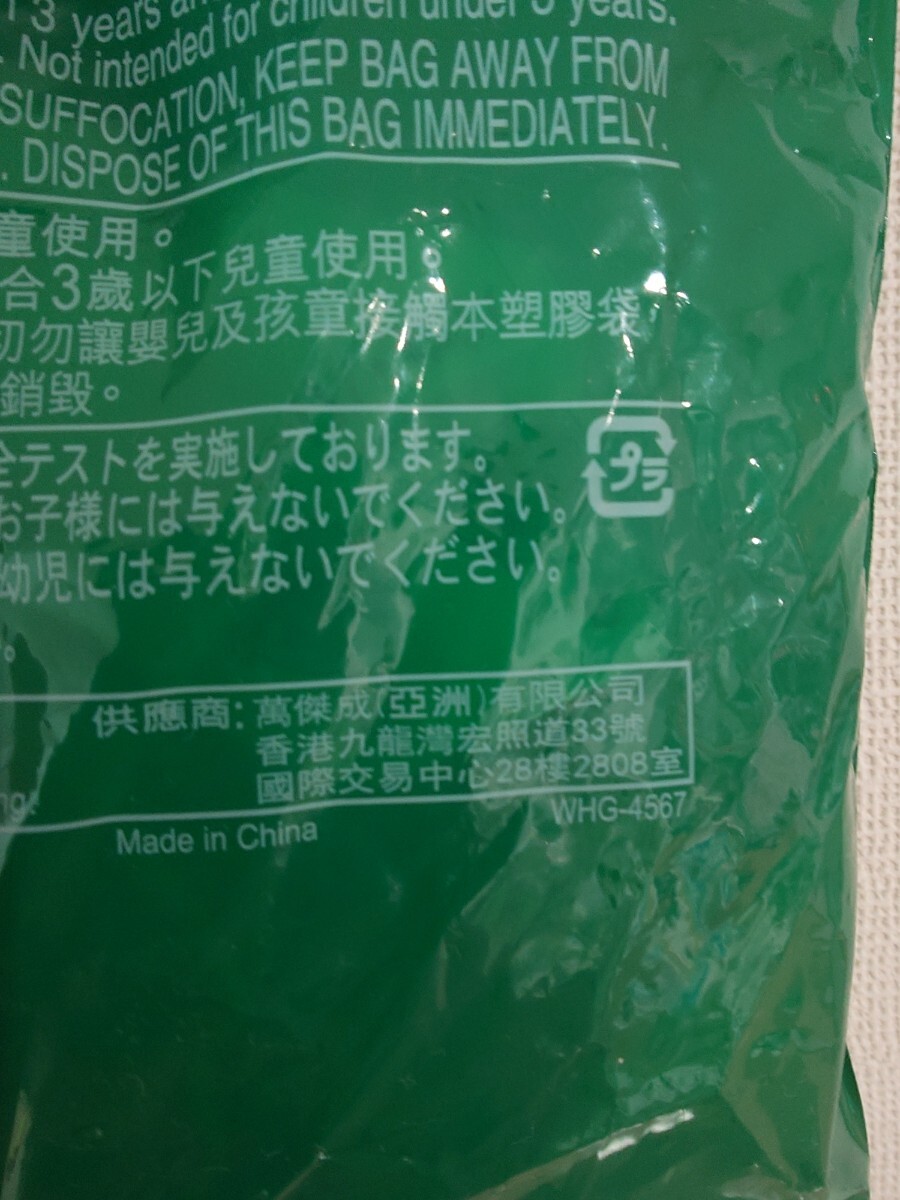 3 years and
. Not intended for children under 3 years.
SUFFOCATION, KEEP BAG AWAY FROM
. DISPOSE OF THIS BAG IMMEDIATELY.
童使用。
合3歲以下兒童使用。
切勿讓嬰兒及孩童接觸本塑膠袋，
銷毀。
全テストを実施しております。
お子様には与えないでください。
幼児には与えないでください。
プラ
供應商: 萬傑成(亞洲)有限公司
香港九龍灣宏照道33號
國際交易中心28樓2808室
WHG-4567
Made in China